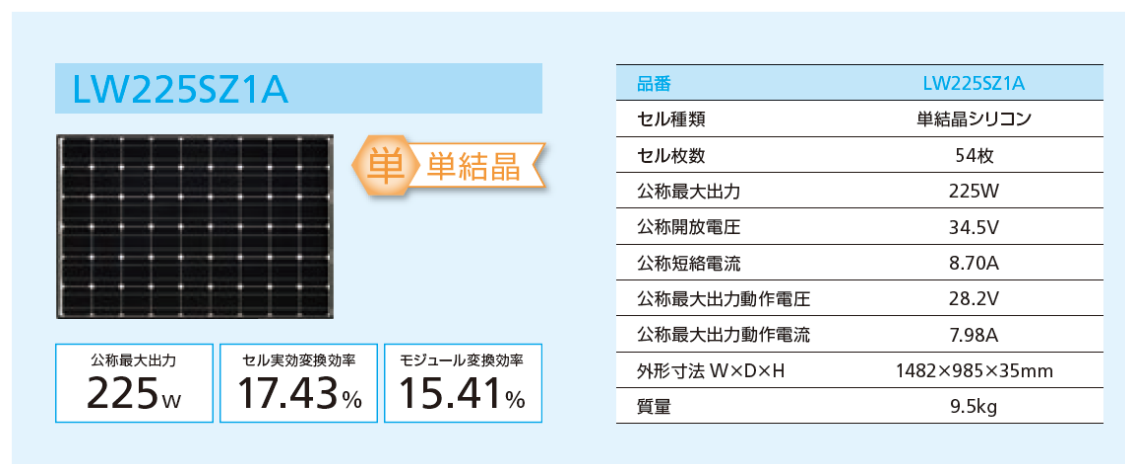 LW225SZ1A
単 単結晶
公称最大出力
225W
セル実効変換効率
17.43%
モジュール変換効率
15.41%
品番 LW225SZ1A
セル種類 単結晶シリコン
セル枚数 54枚
公称最大出力 225W
公称開放電圧 34.5V
公称短絡電流 8.70A
公称最大出力動作電圧 28.2V
公称最大出力動作電流 7.98A
外形寸法 W×D×H 1482×985×35mm
質量 9.5kg